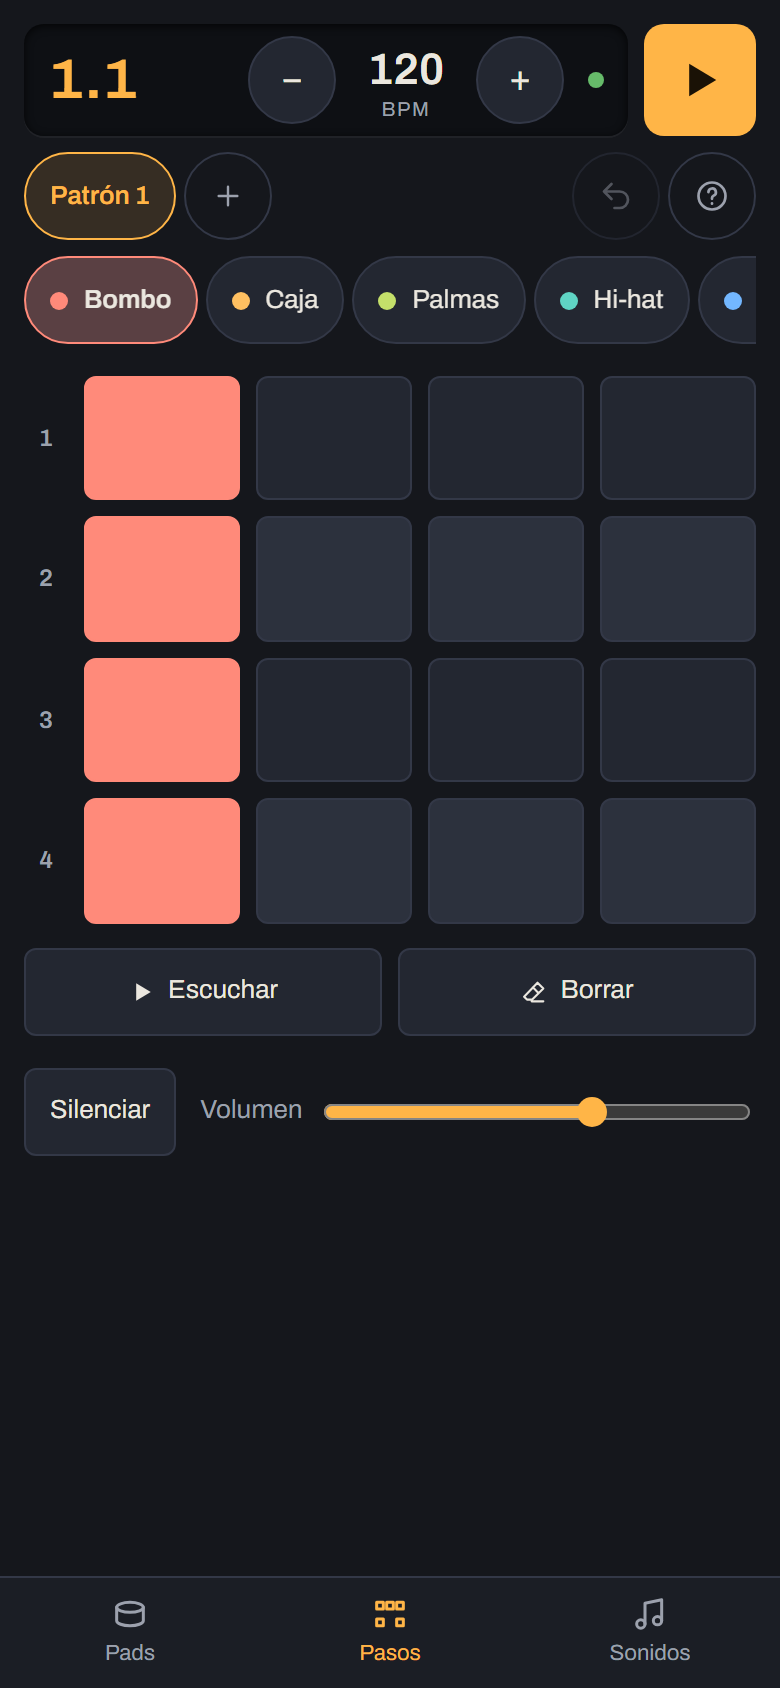 1.1 − 120 +
BPM
Patrón 1 +
Bombo Caja Palmas Hi-hat
1
2
3
4
Escuchar Borrar
Silenciar Volumen
Pads Pasos Sonidos